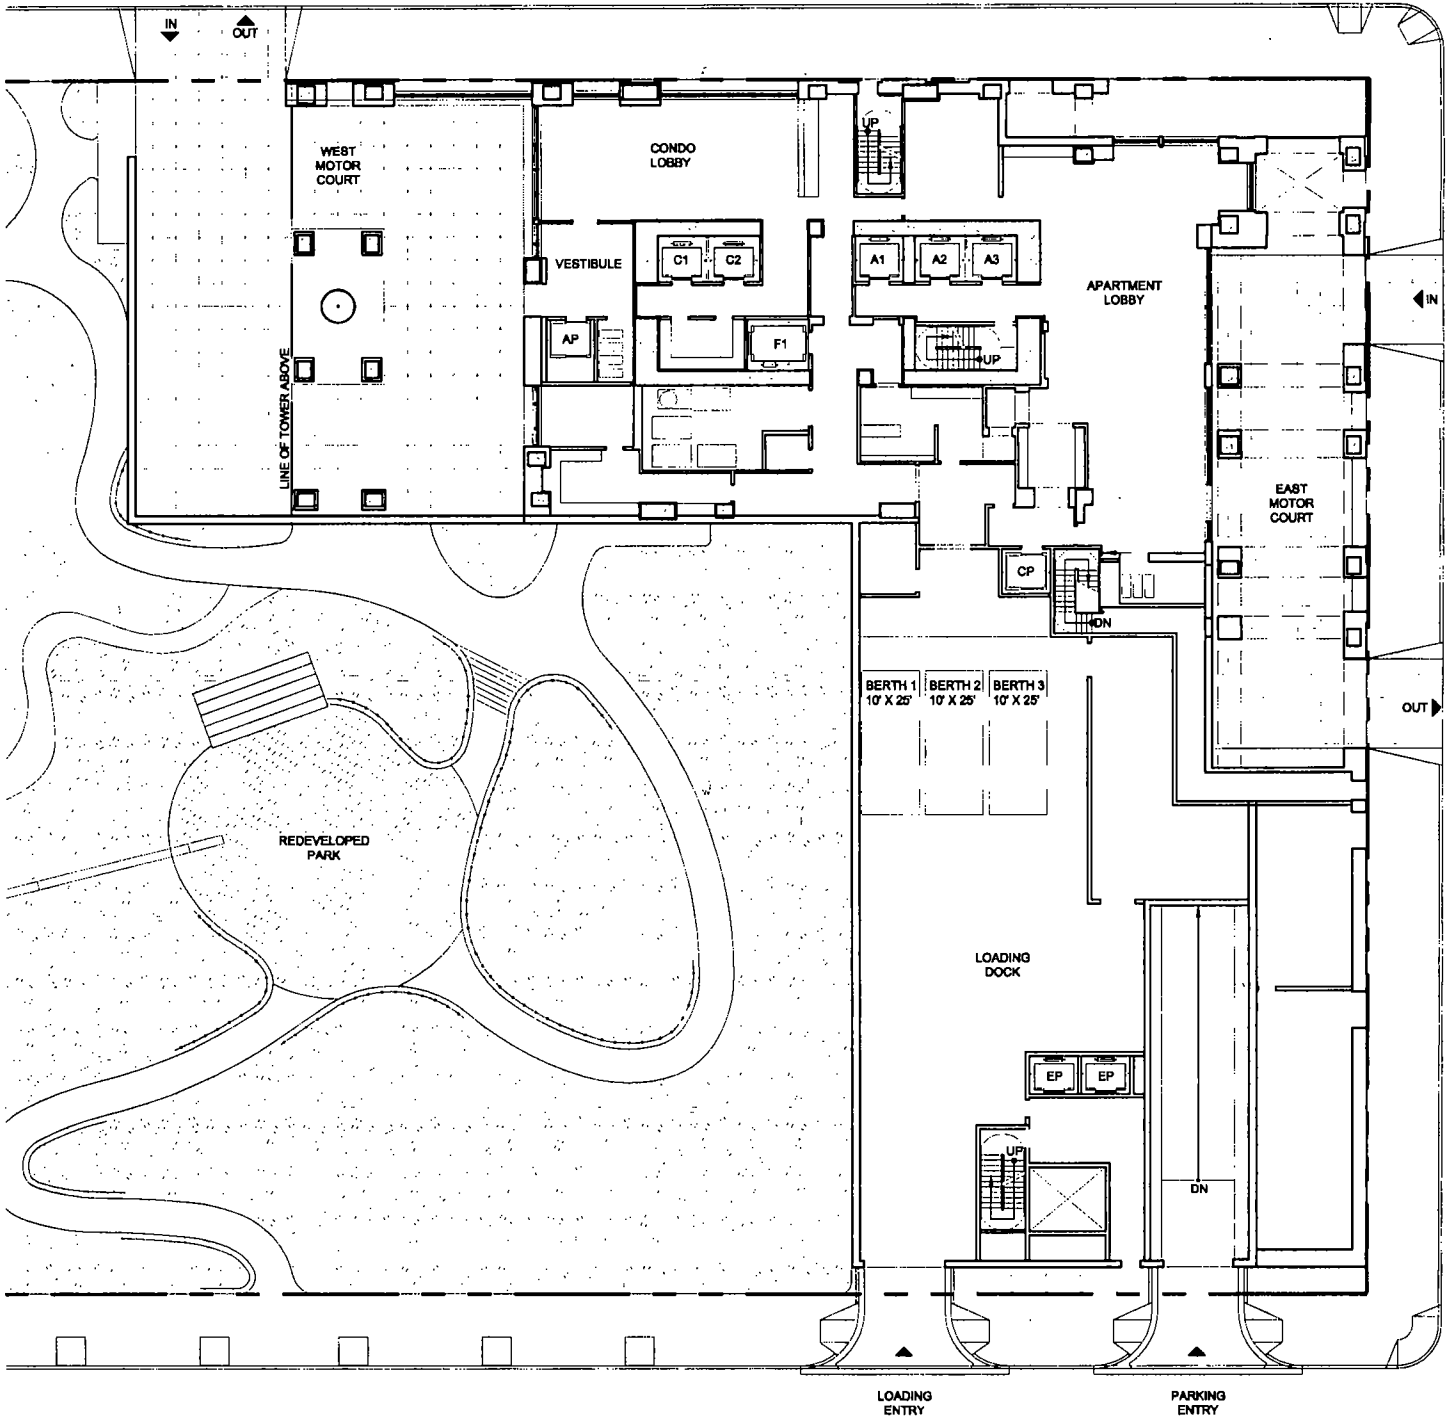 IN
OUT
UP
WEST
MOTOR
COURT
CONDO
LOBBY
C1
C2
A1
A2
A3
VESTIBULE
APARTMENT
LOBBY
IN
AP
F1
UP
LINE OF TOWER ABOVE
EAST
MOTOR
COURT
CP
DN
BERTH 1
10' X 25'
BERTH 2
10' X 25'
BERTH 3
10' X 25'
OUT
REDEVELOPED
PARK
LOADING
DOCK
EP
EP
UP
DN
LOADING
ENTRY
PARKING
ENTRY